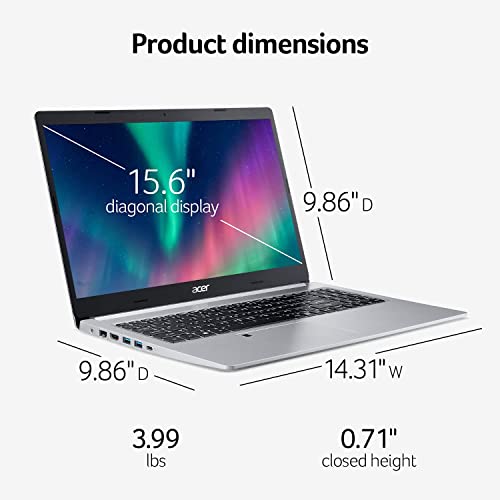 Product dimensions
15.6"
diagonal display
9.86" D
acer
9.86" D
14.31" W
3.99
lbs
0.71"
closed height